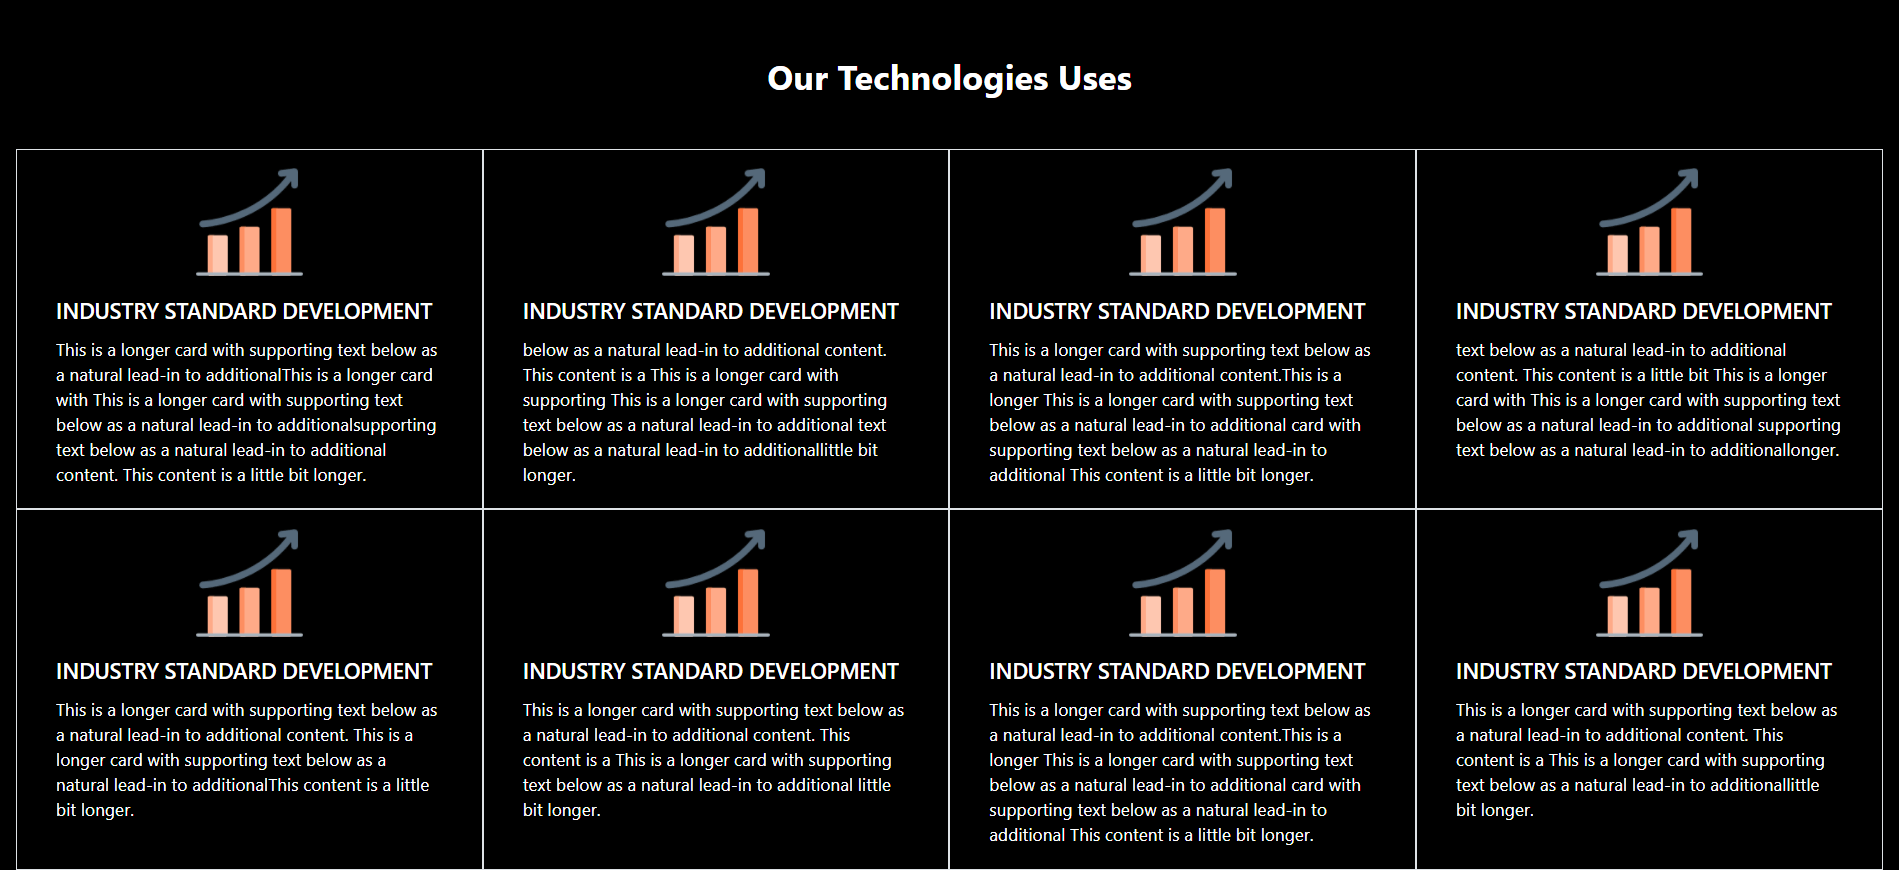 Our Technologies Uses
INDUSTRY STANDARD DEVELOPMENT
This is a longer card with supporting text below as
a natural lead-in to additionalThis is a longer card
with This is a longer card with supporting text
below as a natural lead-in to additionalsupporting
text below as a natural lead-in to additional
content. This content is a little bit longer.
INDUSTRY STANDARD DEVELOPMENT
below as a natural lead-in to additional content.
This content is a This is a longer card with
supporting This is a longer card with supporting
text below as a natural lead-in to additional text
below as a natural lead-in to additionallittle bit
longer.
INDUSTRY STANDARD DEVELOPMENT
This is a longer card with supporting text below as
a natural lead-in to additional content.This is a
longer This is a longer card with supporting text
below as a natural lead-in to additional card with
supporting text below as a natural lead-in to
additional This content is a little bit longer.
INDUSTRY STANDARD DEVELOPMENT
text below as a natural lead-in to additional
content. This content is a little bit This is a longer
card with This is a longer card with supporting text
below as a natural lead-in to additional supporting
text below as a natural lead-in to additionallonger.
INDUSTRY STANDARD DEVELOPMENT
This is a longer card with supporting text below as
a natural lead-in to additional content. This is a
longer card with supporting text below as a
natural lead-in to additionalThis content is a little
bit longer.
INDUSTRY STANDARD DEVELOPMENT
This is a longer card with supporting text below as
a natural lead-in to additional content. This
content is a This is a longer card with supporting
text below as a natural lead-in to additional little
bit longer.
INDUSTRY STANDARD DEVELOPMENT
This is a longer card with supporting text below as
a natural lead-in to additional content.This is a
longer This is a longer card with supporting text
below as a natural lead-in to additional card with
supporting text below as a natural lead-in to
additional This content is a little bit longer.
INDUSTRY STANDARD DEVELOPMENT
This is a longer card with supporting text below as
a natural lead-in to additional content. This
content is a This is a longer card with supporting
text below as a natural lead-in to additionallittle
bit longer.